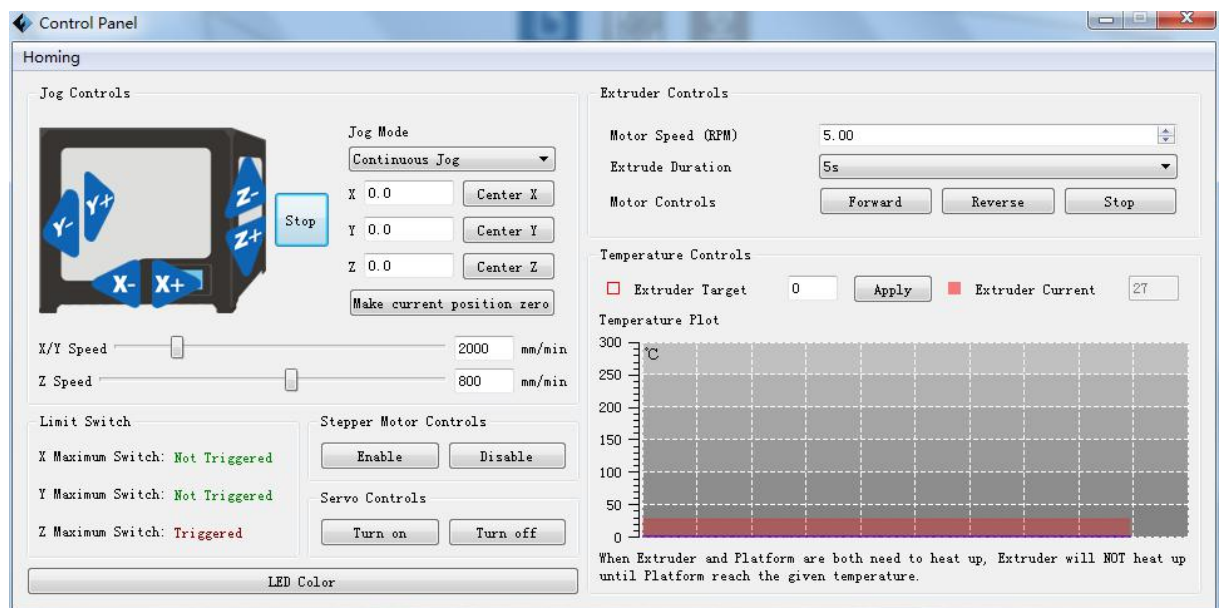 Control Panel
Homing
Jog Controls
Jog Mode
Continuous Jog
Y-
Y+
Z-
Z+
X-
X+
Stop
X 0.0 Center X
Y 0.0 Center Y
Z 0.0 Center Z
Make current position zero
X/Y Speed 2000 mm/min
Z Speed 800 mm/min
Limit Switch
X Maximum Switch: Not Triggered
Y Maximum Switch: Not Triggered
Z Maximum Switch: Triggered
Stepper Motor Controls
Enable Disable
Servo Controls
Turn on Turn off
LED Color
Extruder Controls
Motor Speed (RPM) 5.00
Extrude Duration 5s
Motor Controls Forward Reverse Stop
Temperature Controls
Extruder Target 0 Apply Extruder Current 27
Temperature Plot
300
°C
250
200
150
100
50
0
When Extruder and Platform are both need to heat up, Extruder will NOT heat up
until Platform reach the given temperature.